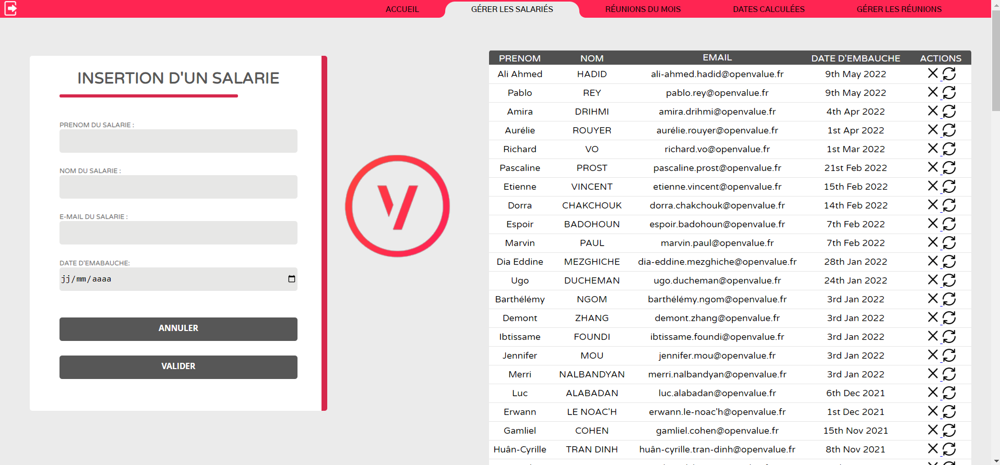 ACCUEIL GÉRER LES SALARIÉS RÉUNIONS DU MOIS DATES CALCULÉES GÉRER LES RÉUNIONS
INSERTION D'UN SALARIE
PRENOM DU SALARIE :
NOM DU SALARIE :
E-MAIL DU SALARIE :
DATE D'EMABAUCHE:
jj/mm/aaaa
ANNULER
VALIDER
PRENOM NOM EMAIL DATE D'EMBAUCHE ACTIONS
Ali Ahmed HADID ali-ahmed.hadid@openvalue.fr 9th May 2022
Pablo REY pablo.rey@openvalue.fr 9th May 2022
Amira DRIHMI amira.drihmi@openvalue.fr 4th Apr 2022
Aurélie ROUYER aurélie.rouyer@openvalue.fr 1st Apr 2022
Richard VO richard.vo@openvalue.fr 1st Mar 2022
Pascaline PROST pascaline.prost@openvalue.fr 21st Feb 2022
Etienne VINCENT etienne.vincent@openvalue.fr 15th Feb 2022
Dorra CHAKCHOUK dorra.chakchouk@openvalue.fr 14th Feb 2022
Espoir BADOHOUN espoir.badohoun@openvalue.fr 7th Feb 2022
Marvin PAUL marvin.paul@openvalue.fr 7th Feb 2022
Dia Eddine MEZGHICHE dia-eddine.mezghiche@openvalue.fr 28th Jan 2022
Ugo DUCHEMAN ugo.ducheman@openvalue.fr 24th Jan 2022
Barthélémy NGOM barthélémy.ngom@openvalue.fr 3rd Jan 2022
Demont ZHANG demont.zhang@openvalue.fr 3rd Jan 2022
Ibtissame FOUNDI ibtissame.foundi@openvalue.fr 3rd Jan 2022
Jennifer MOU jennifer.mou@openvalue.fr 3rd Jan 2022
Merri NALBANDYAN merri.nalbandyan@openvalue.fr 3rd Jan 2022
Luc ALABADAN luc.alabadan@openvalue.fr 6th Dec 2021
Erwann LE NOAC'H erwann.le-noac'h@openvalue.fr 1st Dec 2021
Gamliel COHEN gamliel.cohen@openvalue.fr 15th Nov 2021
Huân-Cyrille TRAN DINH huân-cyrille.tran-dinh@openvalue.fr 8th Nov 2021